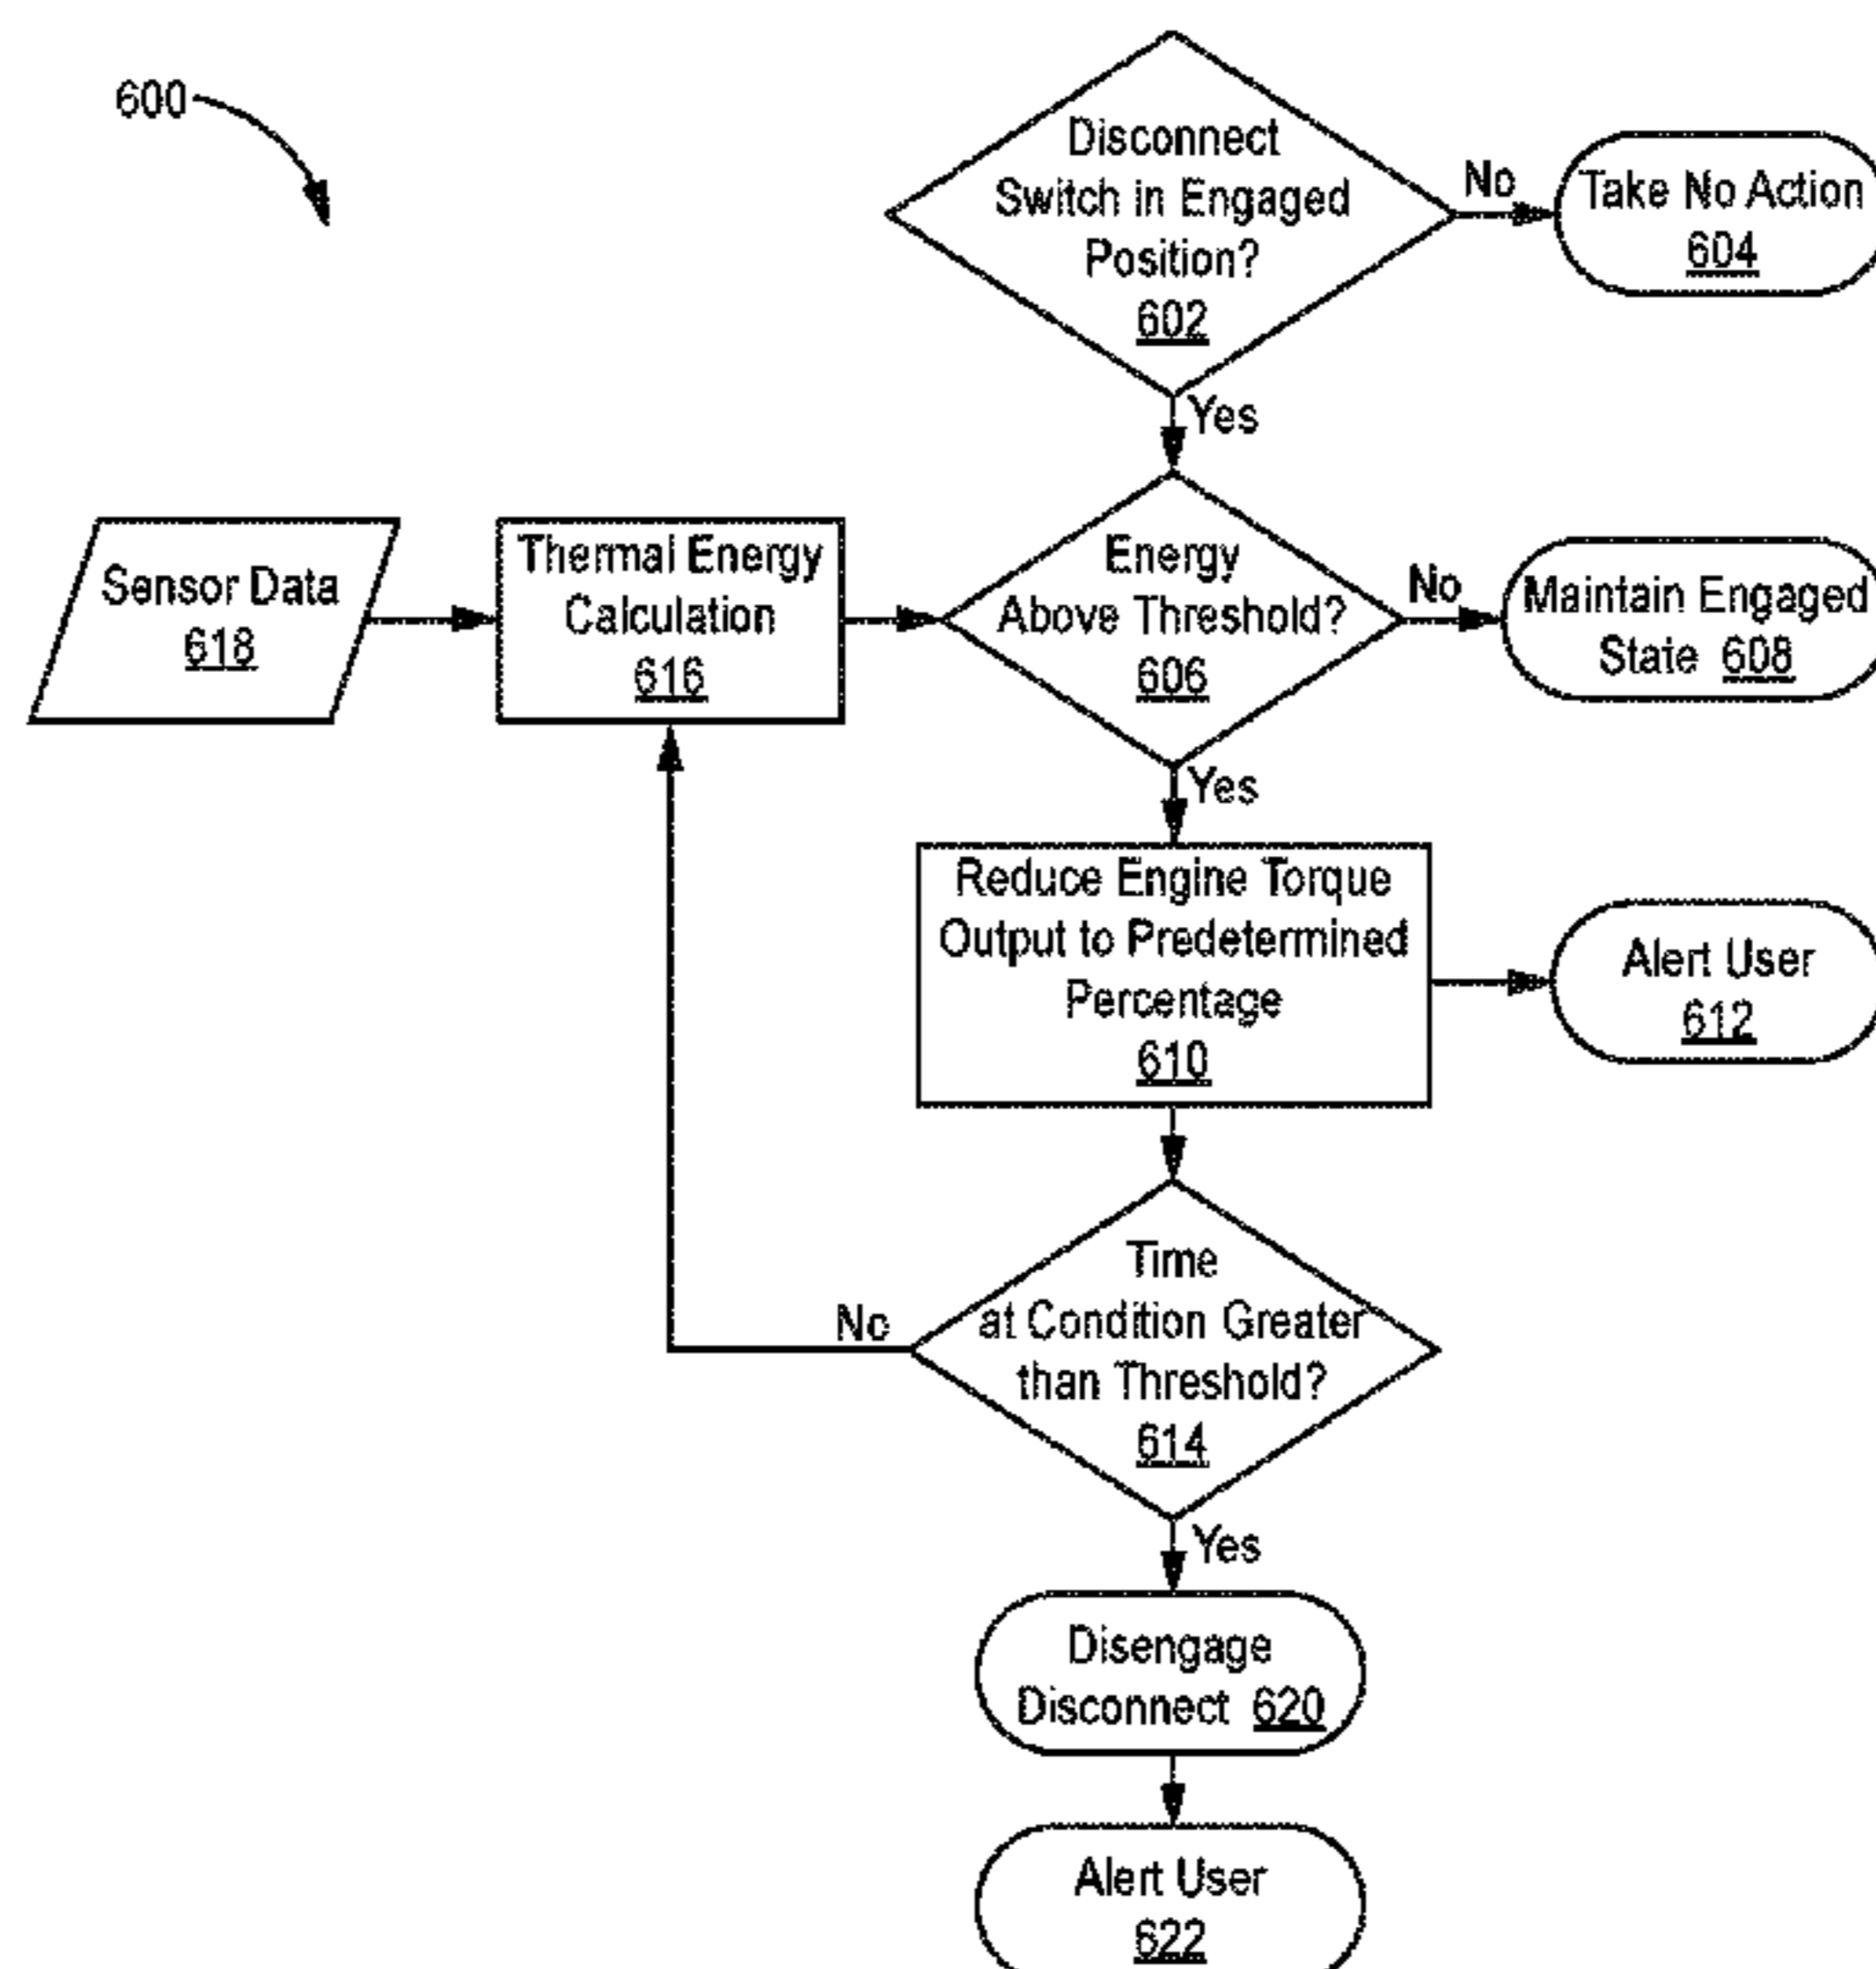 600
Disconnect
Switch in Engaged
Position?
602
No
Take No Action
604
Yes
Sensor Data
618
Thermal Energy
Calculation
616
Energy
Above Threshold?
606
No
Maintain Engaged
State 608
Yes
Reduce Engine Torque
Output to Predetermined
Percentage
610
Alert User
612
Time
at Condition Greater
than Threshold?
614
No
Yes
Disengage
Disconnect 620
Alert User
622